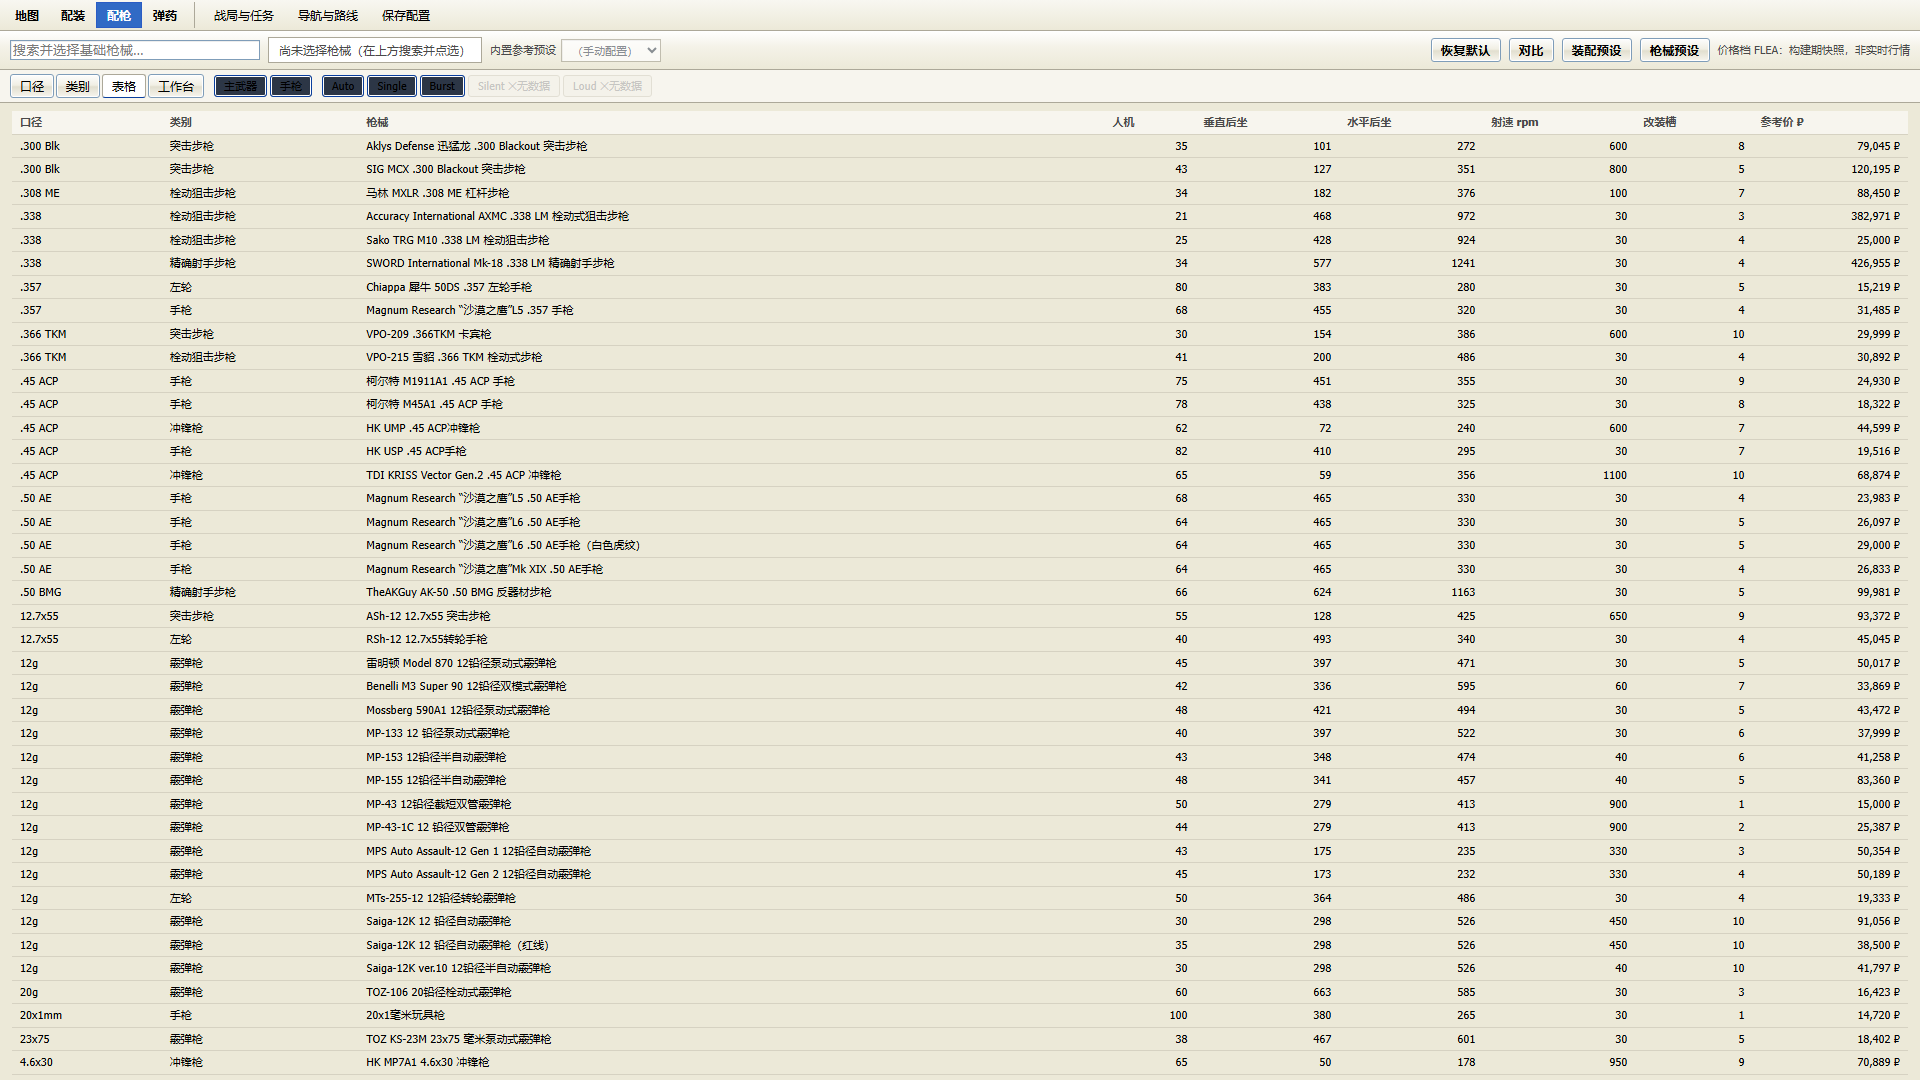 地图 配装 配枪 弹药 战局与任务 导航与路线 保存配置
搜索并选择基础枪械... 尚未选择枪械（在上方搜索并点选） 内置参考预设 （手动配置） 恢复默认 对比 装配预设 枪械预设 价格档 FLEA：构建期快照，非实时行情
口径 类别 表格 工作台 主武器 手枪 Auto Single Burst Silent ×无数据 Loud ×无数据
口径 类别 枪械 人机 垂直后坐 水平后坐 射速 rpm 改装槽 参考价 ₽
.300 Blk 突击步枪 Aklys Defense 迅猛龙 .300 Blackout 突击步枪 35 101 272 600 8 79,045 ₽
.300 Blk 突击步枪 SIG MCX .300 Blackout 突击步枪 43 127 351 800 5 120,195 ₽
.308 ME 栓动狙击步枪 马林 MXLR .308 ME 杠杆步枪 34 182 376 100 7 88,450 ₽
.338 栓动狙击步枪 Accuracy International AXMC .338 LM 栓动式狙击步枪 21 468 972 30 3 382,971 ₽
.338 栓动狙击步枪 Sako TRG M10 .338 LM 栓动狙击步枪 25 428 924 30 4 25,000 ₽
.338 精确射手步枪 SWORD International Mk-18 .338 LM 精确射手步枪 34 577 1241 30 4 426,955 ₽
.357 左轮 Chiappa 犀牛 50DS .357 左轮手枪 80 383 280 30 5 15,219 ₽
.357 手枪 Magnum Research “沙漠之鹰”L5 .357 手枪 68 455 320 30 4 31,485 ₽
.366 TKM 突击步枪 VPO-209 .366TKM 卡宾枪 30 154 386 600 10 29,999 ₽
.366 TKM 栓动狙击步枪 VPO-215 雪貂 .366 TKM 栓动式步枪 41 200 486 30 4 30,892 ₽
.45 ACP 手枪 柯尔特 M1911A1 .45 ACP 手枪 75 451 355 30 9 24,930 ₽
.45 ACP 手枪 柯尔特 M45A1 .45 ACP 手枪 78 438 325 30 8 18,322 ₽
.45 ACP 冲锋枪 HK UMP .45 ACP冲锋枪 62 72 240 600 7 44,599 ₽
.45 ACP 手枪 HK USP .45 ACP手枪 82 410 295 30 7 19,516 ₽
.45 ACP 冲锋枪 TDI KRISS Vector Gen.2 .45 ACP 冲锋枪 65 59 356 1100 10 68,874 ₽
.50 AE 手枪 Magnum Research “沙漠之鹰”L5 .50 AE手枪 68 465 330 30 4 23,983 ₽
.50 AE 手枪 Magnum Research “沙漠之鹰”L6 .50 AE手枪 64 465 330 30 5 26,097 ₽
.50 AE 手枪 Magnum Research “沙漠之鹰”L6 .50 AE手枪（白色虎纹） 64 465 330 30 5 29,000 ₽
.50 AE 手枪 Magnum Research “沙漠之鹰”Mk XIX .50 AE手枪 64 465 330 30 4 26,833 ₽
.50 BMG 精确射手步枪 TheAKGuy AK-50 .50 BMG 反器材步枪 66 624 1163 30 5 99,981 ₽
12.7x55 突击步枪 ASh-12 12.7x55 突击步枪 55 128 425 650 9 93,372 ₽
12.7x55 左轮 RSh-12 12.7x55转轮手枪 40 493 340 30 4 45,045 ₽
12g 霰弹枪 雷明顿 Model 870 12铅径泵动式霰弹枪 45 397 471 30 5 50,017 ₽
12g 霰弹枪 Benelli M3 Super 90 12铅径双模式霰弹枪 42 336 595 60 7 33,869 ₽
12g 霰弹枪 Mossberg 590A1 12铅径泵动式霰弹枪 48 421 494 30 5 43,472 ₽
12g 霰弹枪 MP-133 12 铅径泵动式霰弹枪 40 397 522 30 6 37,999 ₽
12g 霰弹枪 MP-153 12铅径半自动霰弹枪 43 348 474 40 6 41,258 ₽
12g 霰弹枪 MP-155 12铅径半自动霰弹枪 48 341 457 40 5 83,360 ₽
12g 霰弹枪 MP-43 12铅径截短双管霰弹枪 50 279 413 900 1 15,000 ₽
12g 霰弹枪 MP-43-1C 12 铅径双管霰弹枪 44 279 413 900 2 25,387 ₽
12g 霰弹枪 MPS Auto Assault-12 Gen 1 12铅径自动霰弹枪 43 175 235 330 3 50,354 ₽
12g 霰弹枪 MPS Auto Assault-12 Gen 2 12铅径自动霰弹枪 45 173 232 330 4 50,189 ₽
12g 左轮 MTs-255-12 12铅径转轮霰弹枪 50 364 486 30 4 19,333 ₽
12g 霰弹枪 Saiga-12K 12 铅径自动霰弹枪 30 298 526 450 10 91,056 ₽
12g 霰弹枪 Saiga-12K 12 铅径自动霰弹枪（红线） 35 298 526 450 10 38,500 ₽
12g 霰弹枪 Saiga-12K ver.10 12铅径半自动霰弹枪 30 298 526 40 10 41,797 ₽
20g 霰弹枪 TOZ-106 20铅径栓动式霰弹枪 60 663 585 30 3 16,423 ₽
20x1mm 手枪 20x1毫米玩具枪 100 380 265 30 1 14,720 ₽
23x75 霰弹枪 TOZ KS-23M 23x75 毫米泵动式霰弹枪 38 467 601 30 5 18,402 ₽
4.6x30 冲锋枪 HK MP7A1 4.6x30 冲锋枪 65 50 178 950 9 70,889 ₽